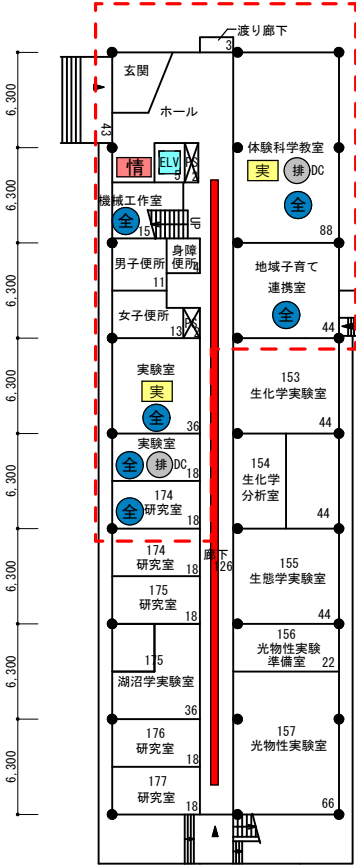 渡り廊下
3
玄関
ホール
6,300
43
体験科学教室
情
ELV
5
PS
実
排
DC
機械工作室
全
全
15
UP
88
6,300
男子便所
身障
便所
4
11
地域子育て
連携室
女子便所
全
PS
13
44
6,300
実験室
実
全
36
153
生化学実験室
44
6,300
実験室
全
排
DC
18
154
生化学
分析室
174
全
研究室
18
44
6,300
廊下
126
174
研究室
18
155
生態学実験室
175
研究室
18
44
6,300
175
湖沼学実験室
36
156
光物性実験
準備室
22
6,300
176
研究室
18
157
光物性実験室
177
研究室
18
66
6,300